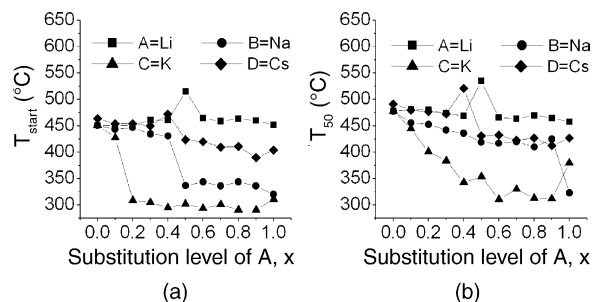 650
600
550
500
450
400
350
300
T start (°C)
A=Li
B=Na
C=K
D=Cs
0.0 0.2 0.4 0.6 0.8 1.0
Substitution level of A, x
(a)
650
600
550
500
450
400
350
300
T 50 (°C)
A=Li
B=Na
C=K
D=Cs
0.0 0.2 0.4 0.6 0.8 1.0
Substitution level of A, x
(b)